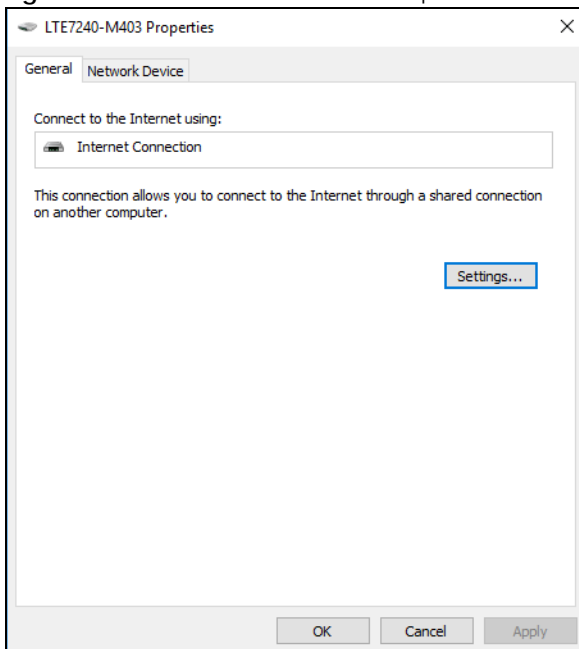 LTE7240-M403 Properties
General Network Device
Connect to the Internet using:
Internet Connection
This connection allows you to connect to the Internet through a shared connection
on another computer.
Settings...
OK Cancel Apply